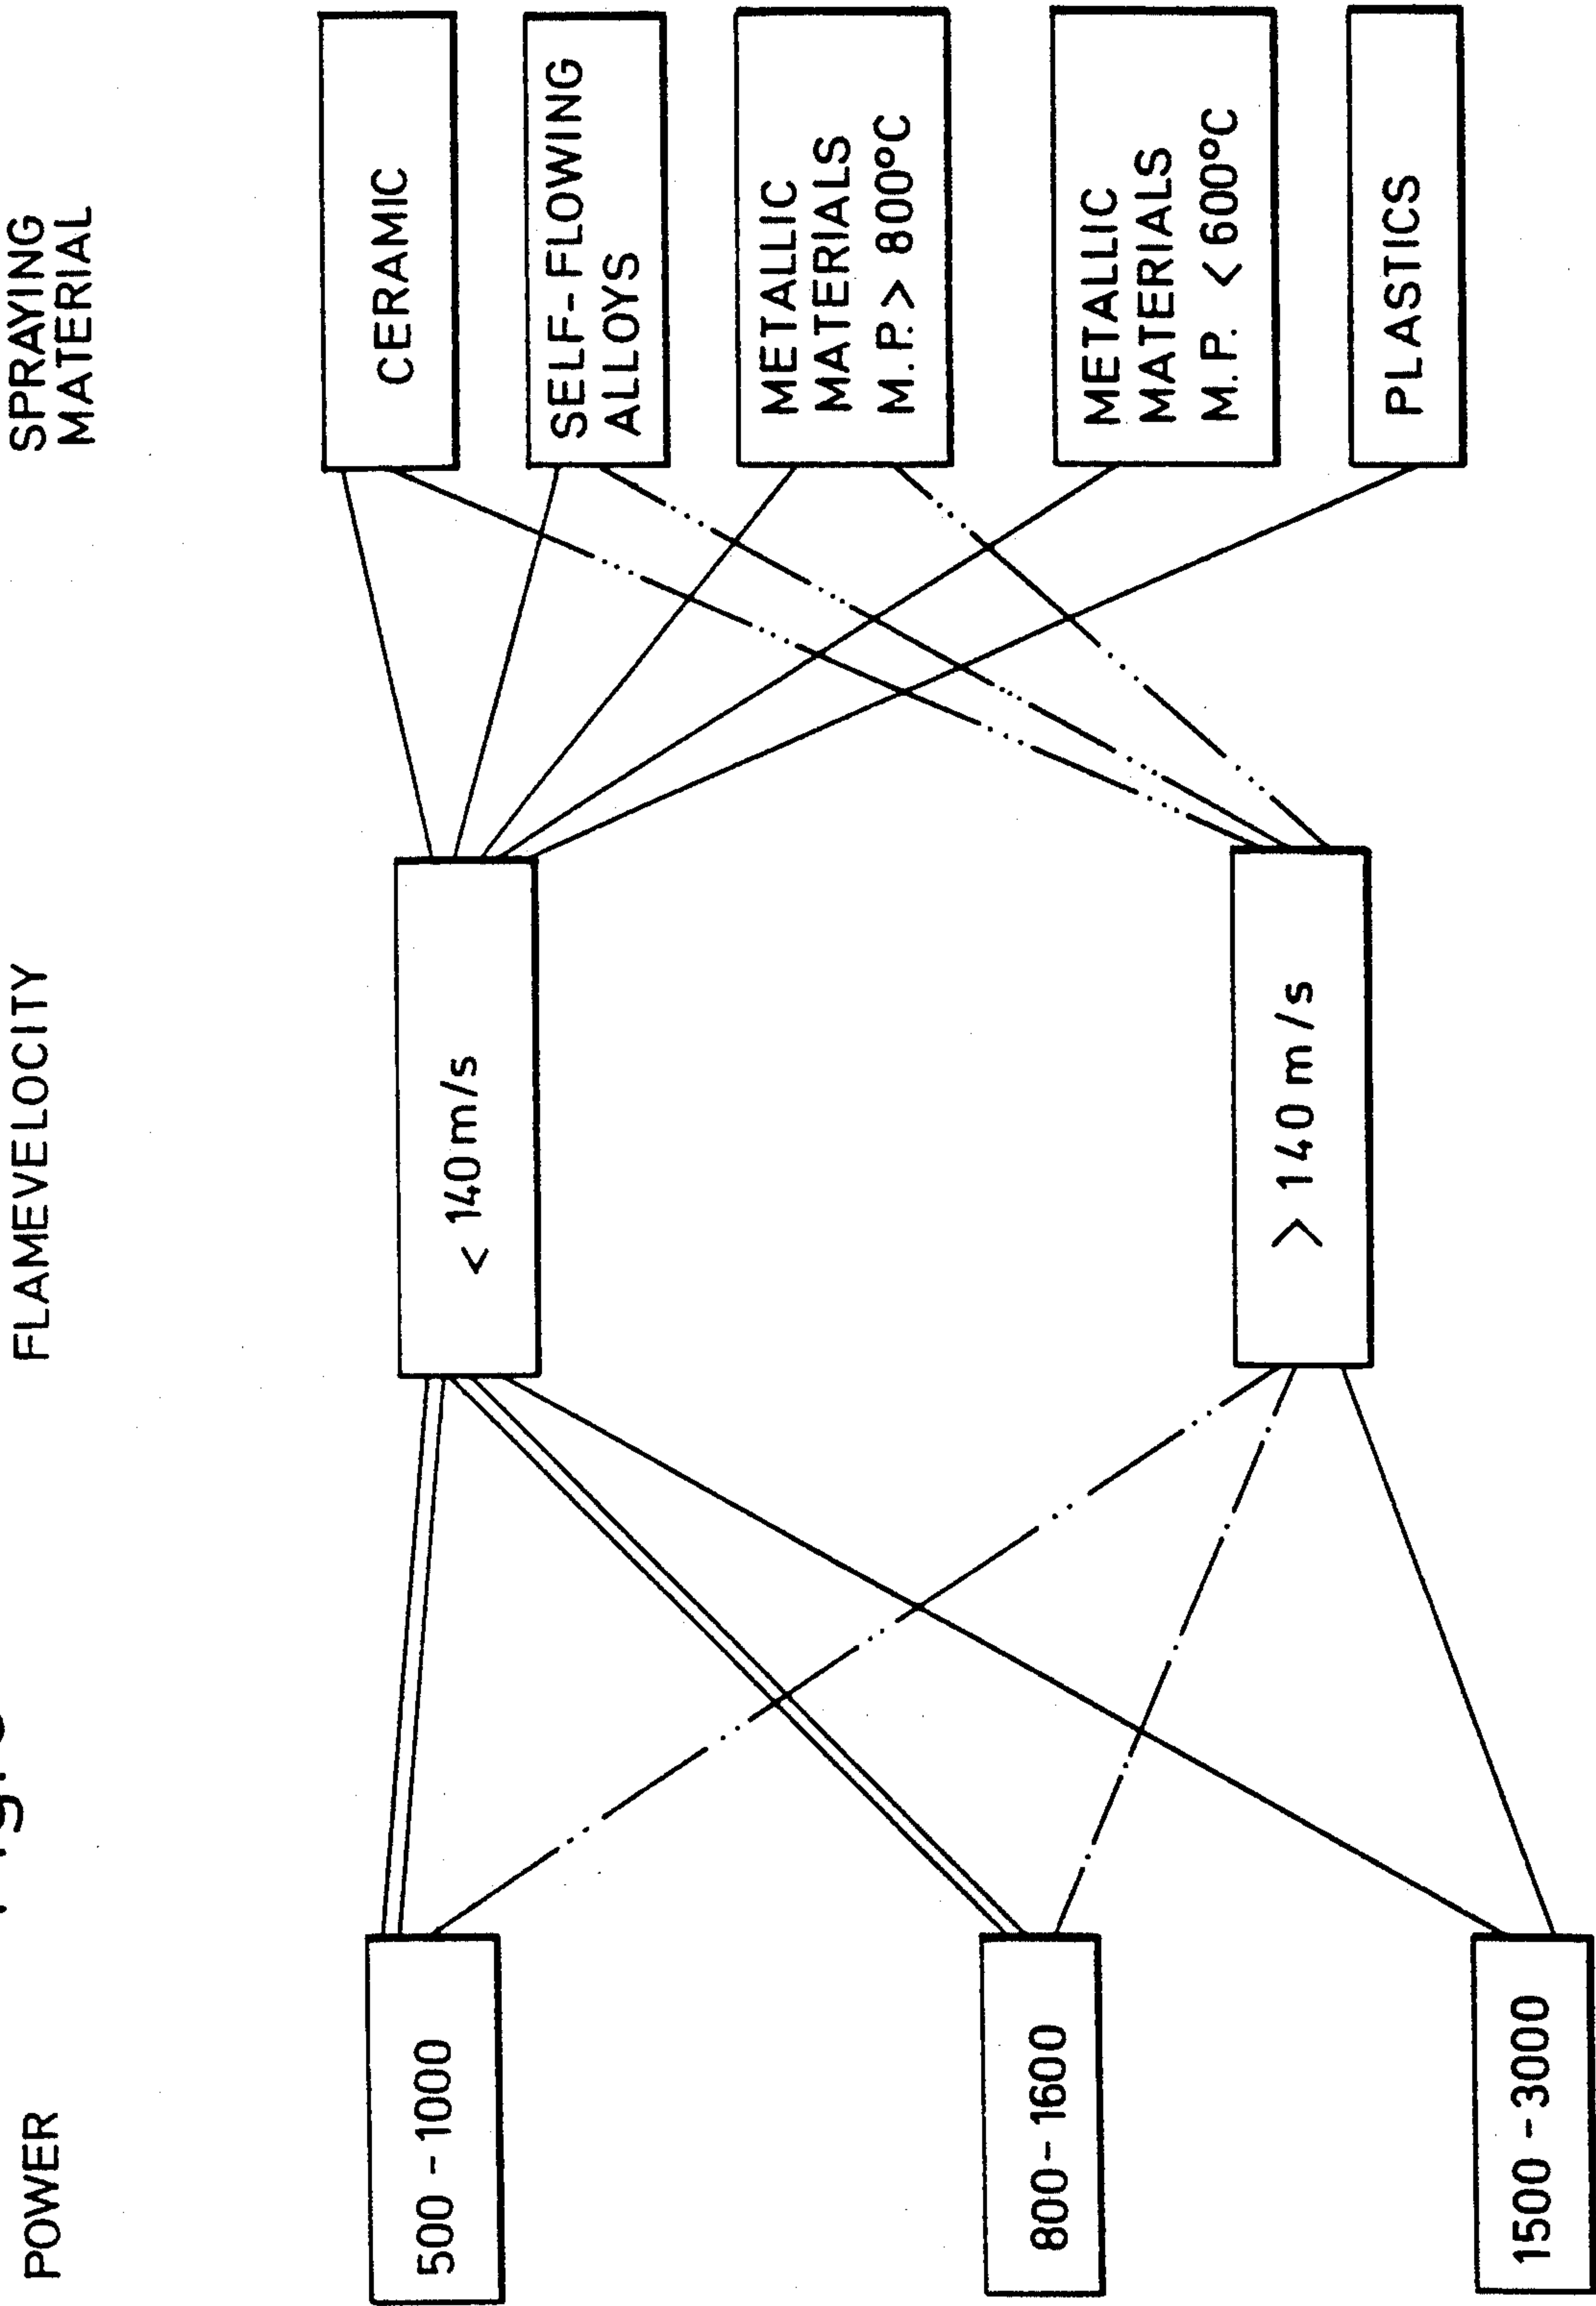 POWER
FLAMEVELOCITY
SPRAYING
MATERIAL
500-1000
800-1600
1500-3000
< 140 m/s
> 140 m/s
CERAMIC
SELF-FLOWING
ALLOYS
METALLIC
MATERIALS
M.P. > 800°C
METALLIC
MATERIALS
M.P. < 600°C
PLASTICS